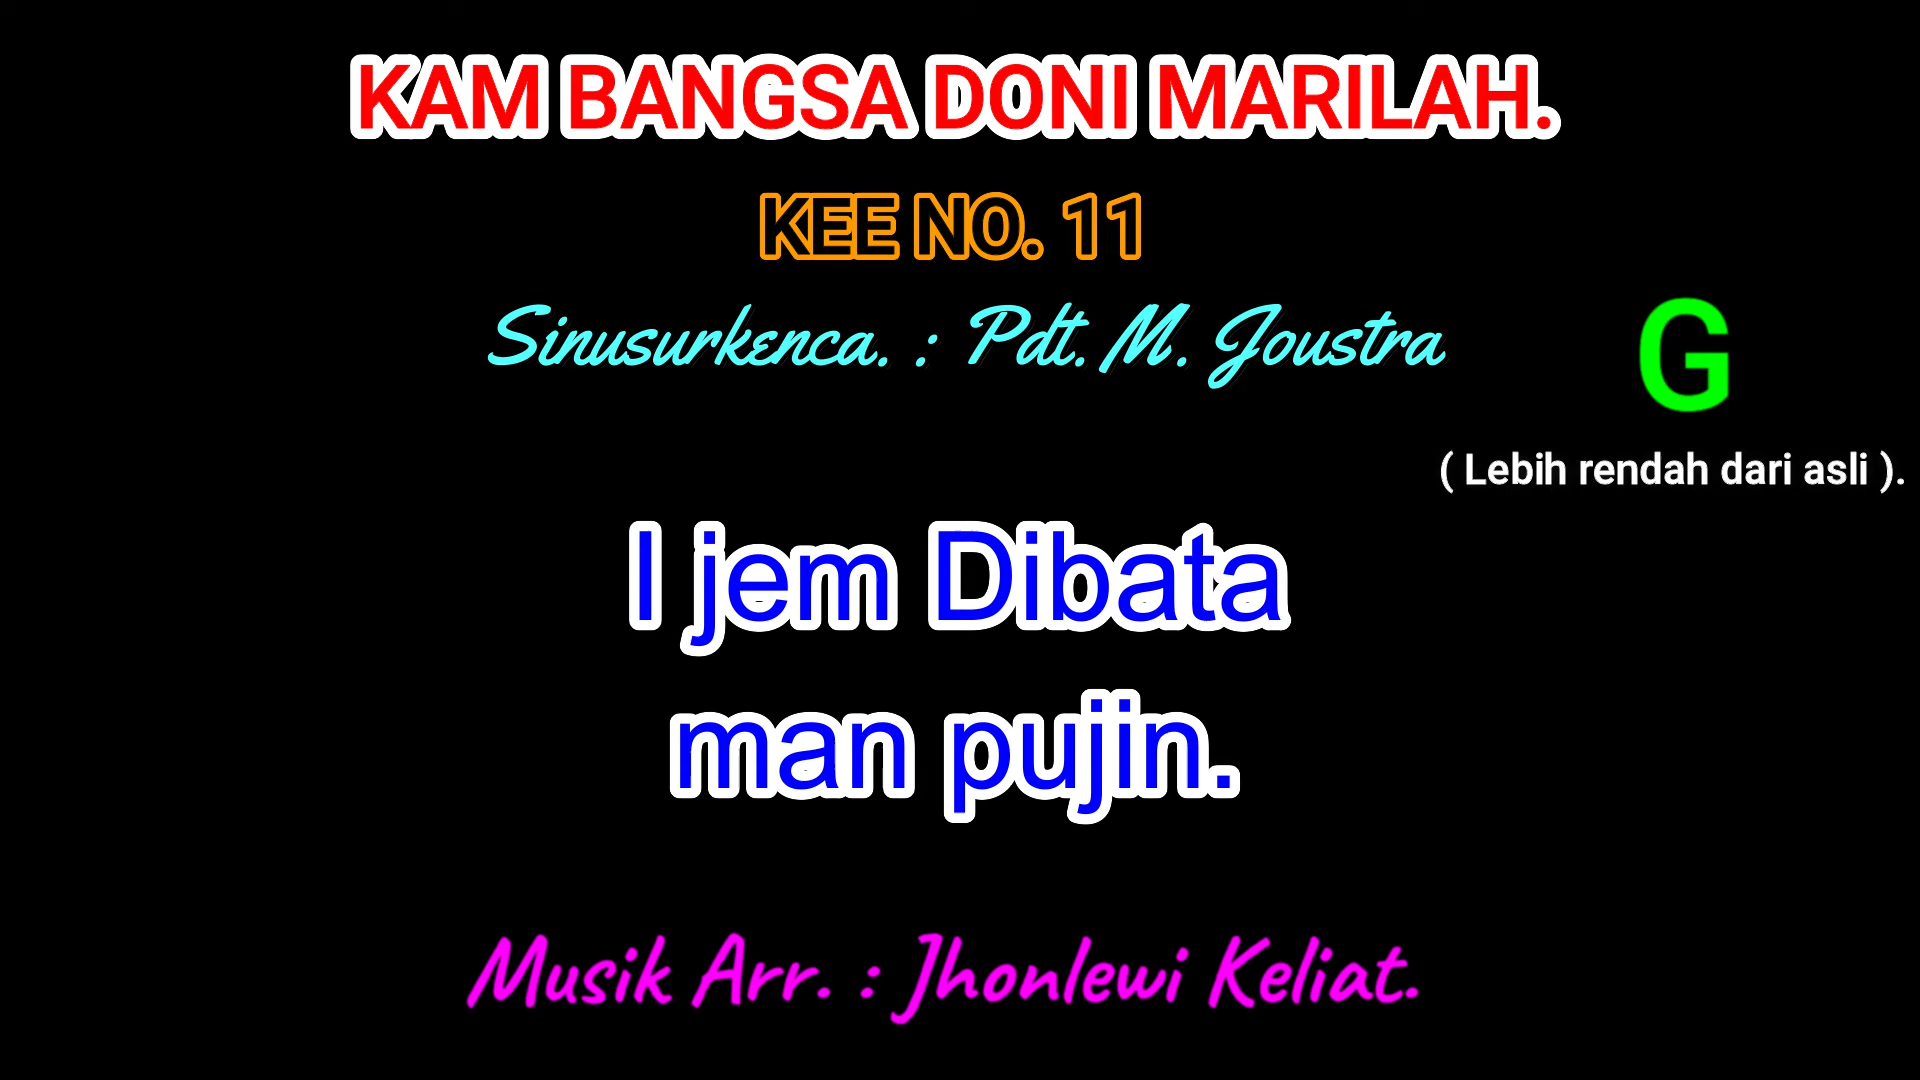 KAM BANGSA DONI MARILAH.
KEE NO. 11
Sinusurkenca. : Pdt. M. Joustra
G
( Lebih rendah dari asli ).
I jem Dibata
man pujin.
Musik Arr. : Jhonlewi Keliat.